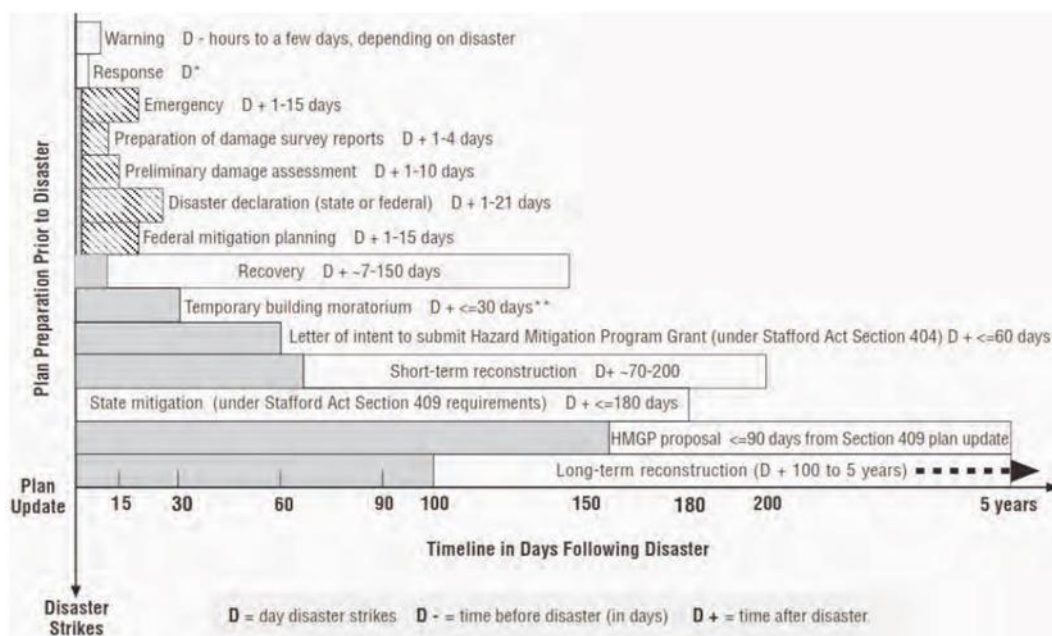 Warning D - hours to a few days, depending on disaster
Response D*
Emergency D + 1-15 days
Preparation of damage survey reports D + 1-4 days
Preliminary damage assessment D + 1-10 days
Disaster declaration (state or federal) D + 1-21 days
Federal mitigation planning D + 1-15 days
Recovery D + ~7-150 days
Temporary building moratorium D + <=30 days**
Letter of intent to submit Hazard Mitigation Program Grant (under Stafford Act Section 404) D + <=60 days
Short-term reconstruction D+ ~70-200
State mitigation (under Stafford Act Section 409 requirements) D + <=180 days
HMGP proposal <=90 days from Section 409 plan update
Long-term reconstruction (D + 100 to 5 years)
Plan Preparation Prior to Disaster
Plan
Update
15 30 60 90 100 150 180 200 5 years
Timeline in Days Following Disaster
Disaster
Strikes
D = day disaster strikes D - = time before disaster (in days) D + = time after disaster.